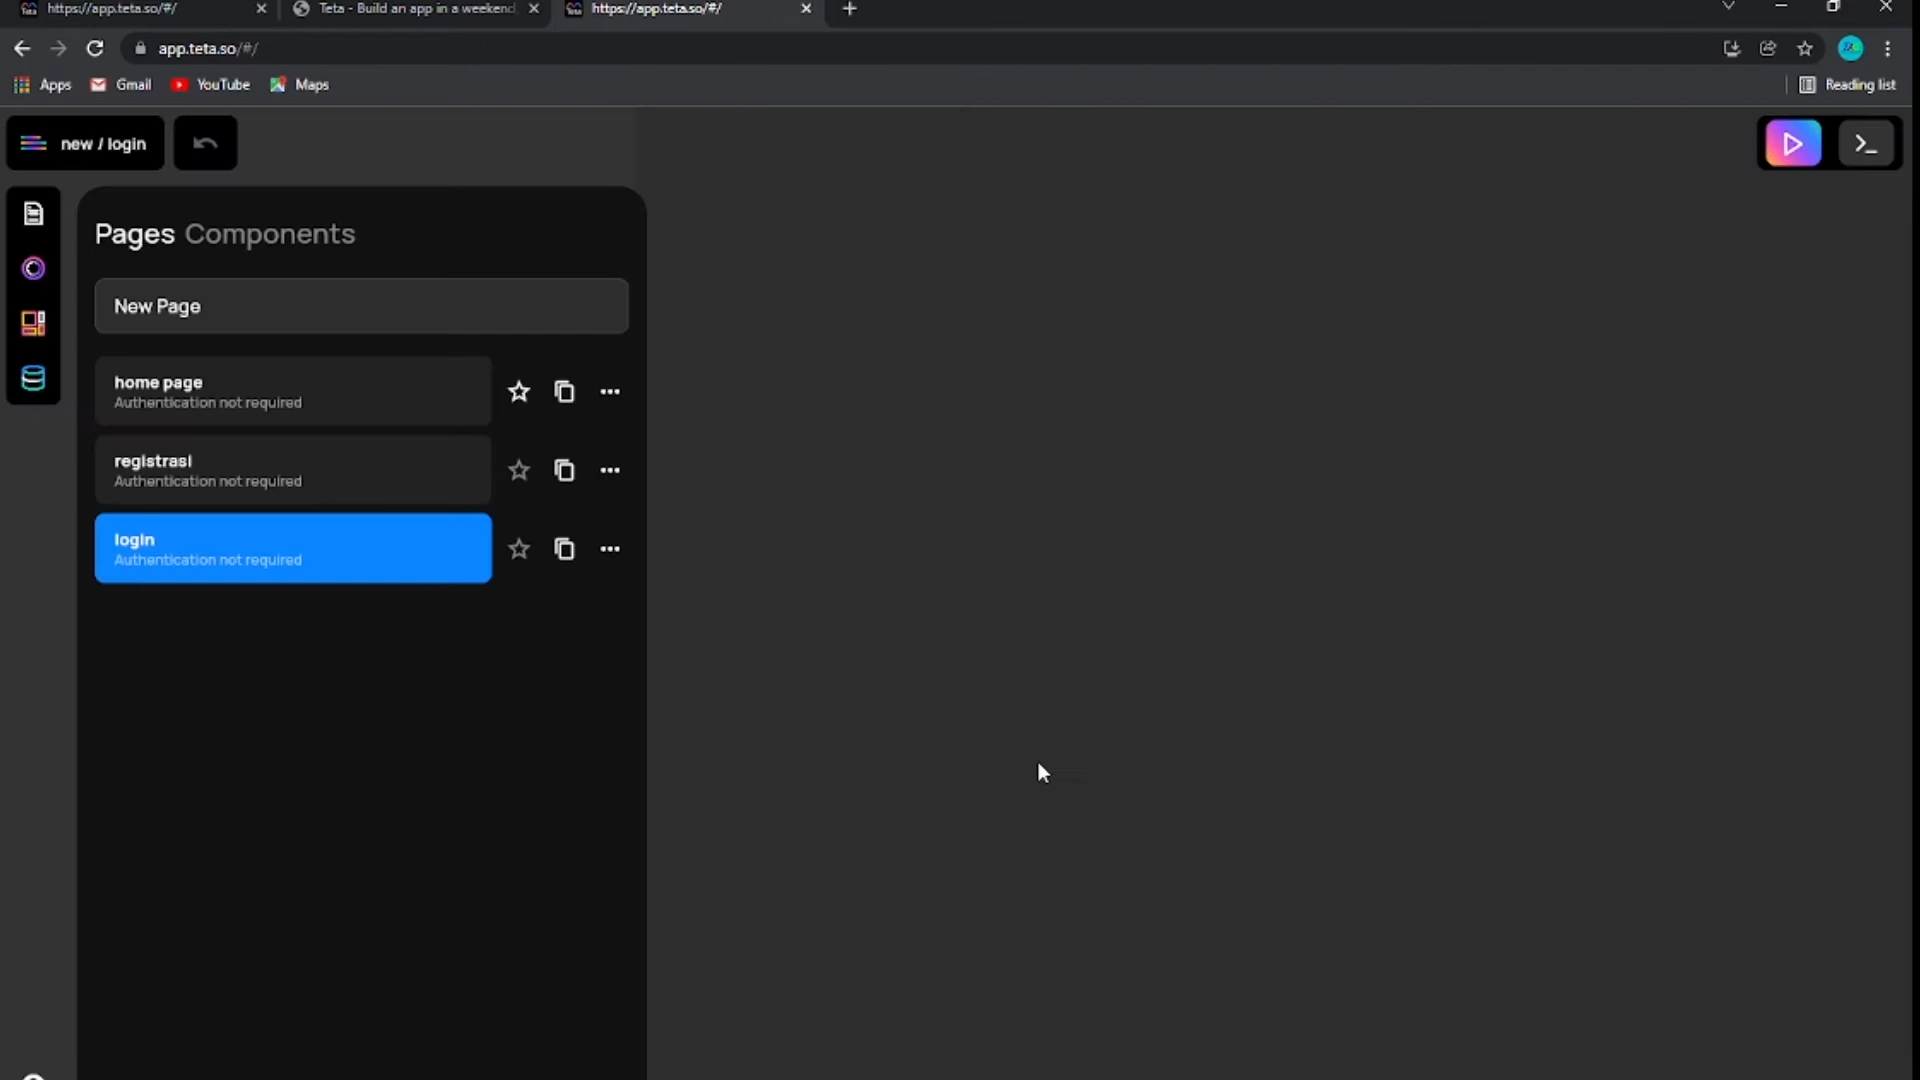 https://app.teta.so/#/
Teta - Build an app in a weekend
https://app.teta.so/#/
app.teta.so/#/
Apps
Gmail
YouTube
Maps
Reading list
new / login
Pages Components
New Page
home page
Authentication not required
registrasi
Authentication not required
login
Authentication not required